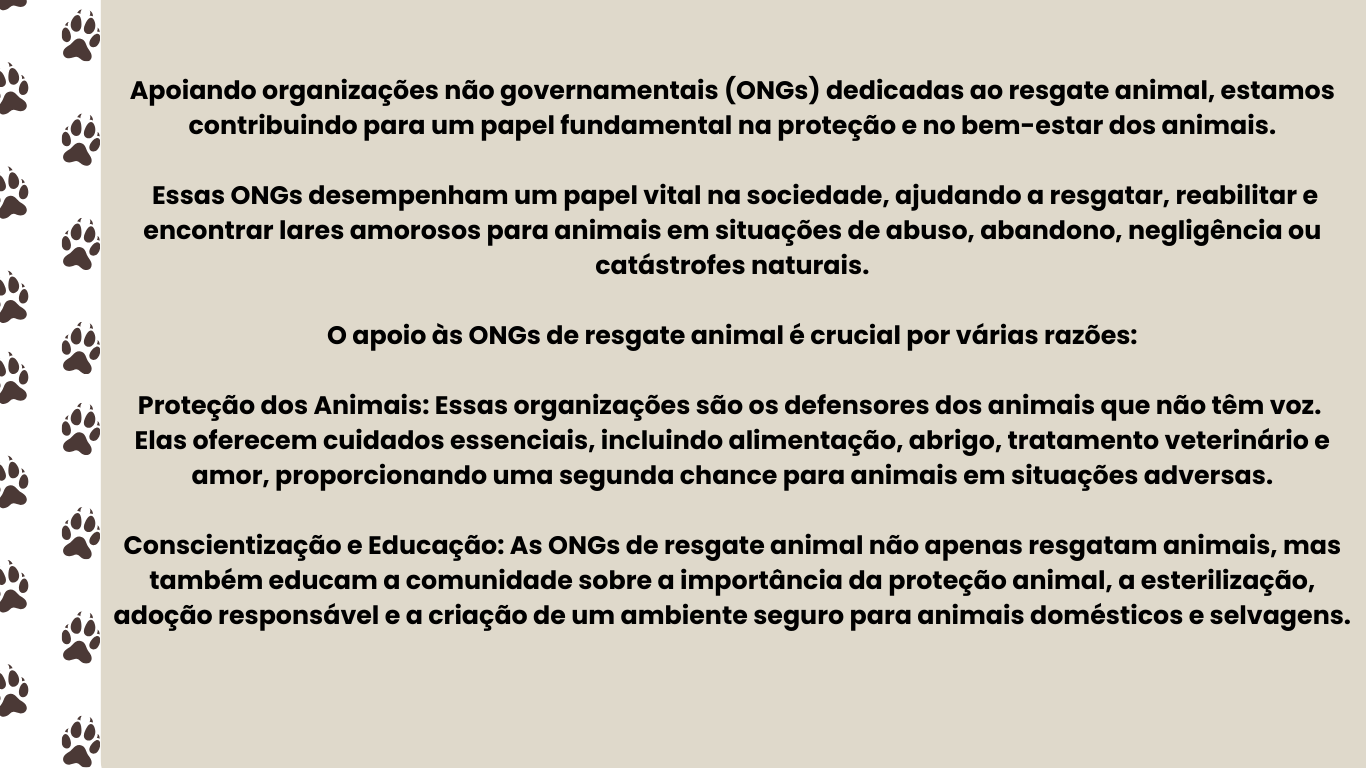 Apoiando organizações não governamentais (ONGs) dedicadas ao resgate animal, estamos
contribuindo para um papel fundamental na proteção e no bem-estar dos animais.
Essas ONGs desempenham um papel vital na sociedade, ajudando a resgatar, reabilitar e
encontrar lares amorosos para animais em situações de abuso, abandono, negligência ou
catástrofes naturais.
O apoio às ONGs de resgate animal é crucial por várias razões:
Proteção dos Animais: Essas organizações são os defensores dos animais que não têm voz.
Elas oferecem cuidados essenciais, incluindo alimentação, abrigo, tratamento veterinário e
amor, proporcionando uma segunda chance para animais em situações adversas.
Conscientização e Educação: As ONGs de resgate animal não apenas resgatam animais, mas
também educam a comunidade sobre a importância da proteção animal, a esterilização,
adoção responsável e a criação de um ambiente seguro para animais domésticos e selvagens.